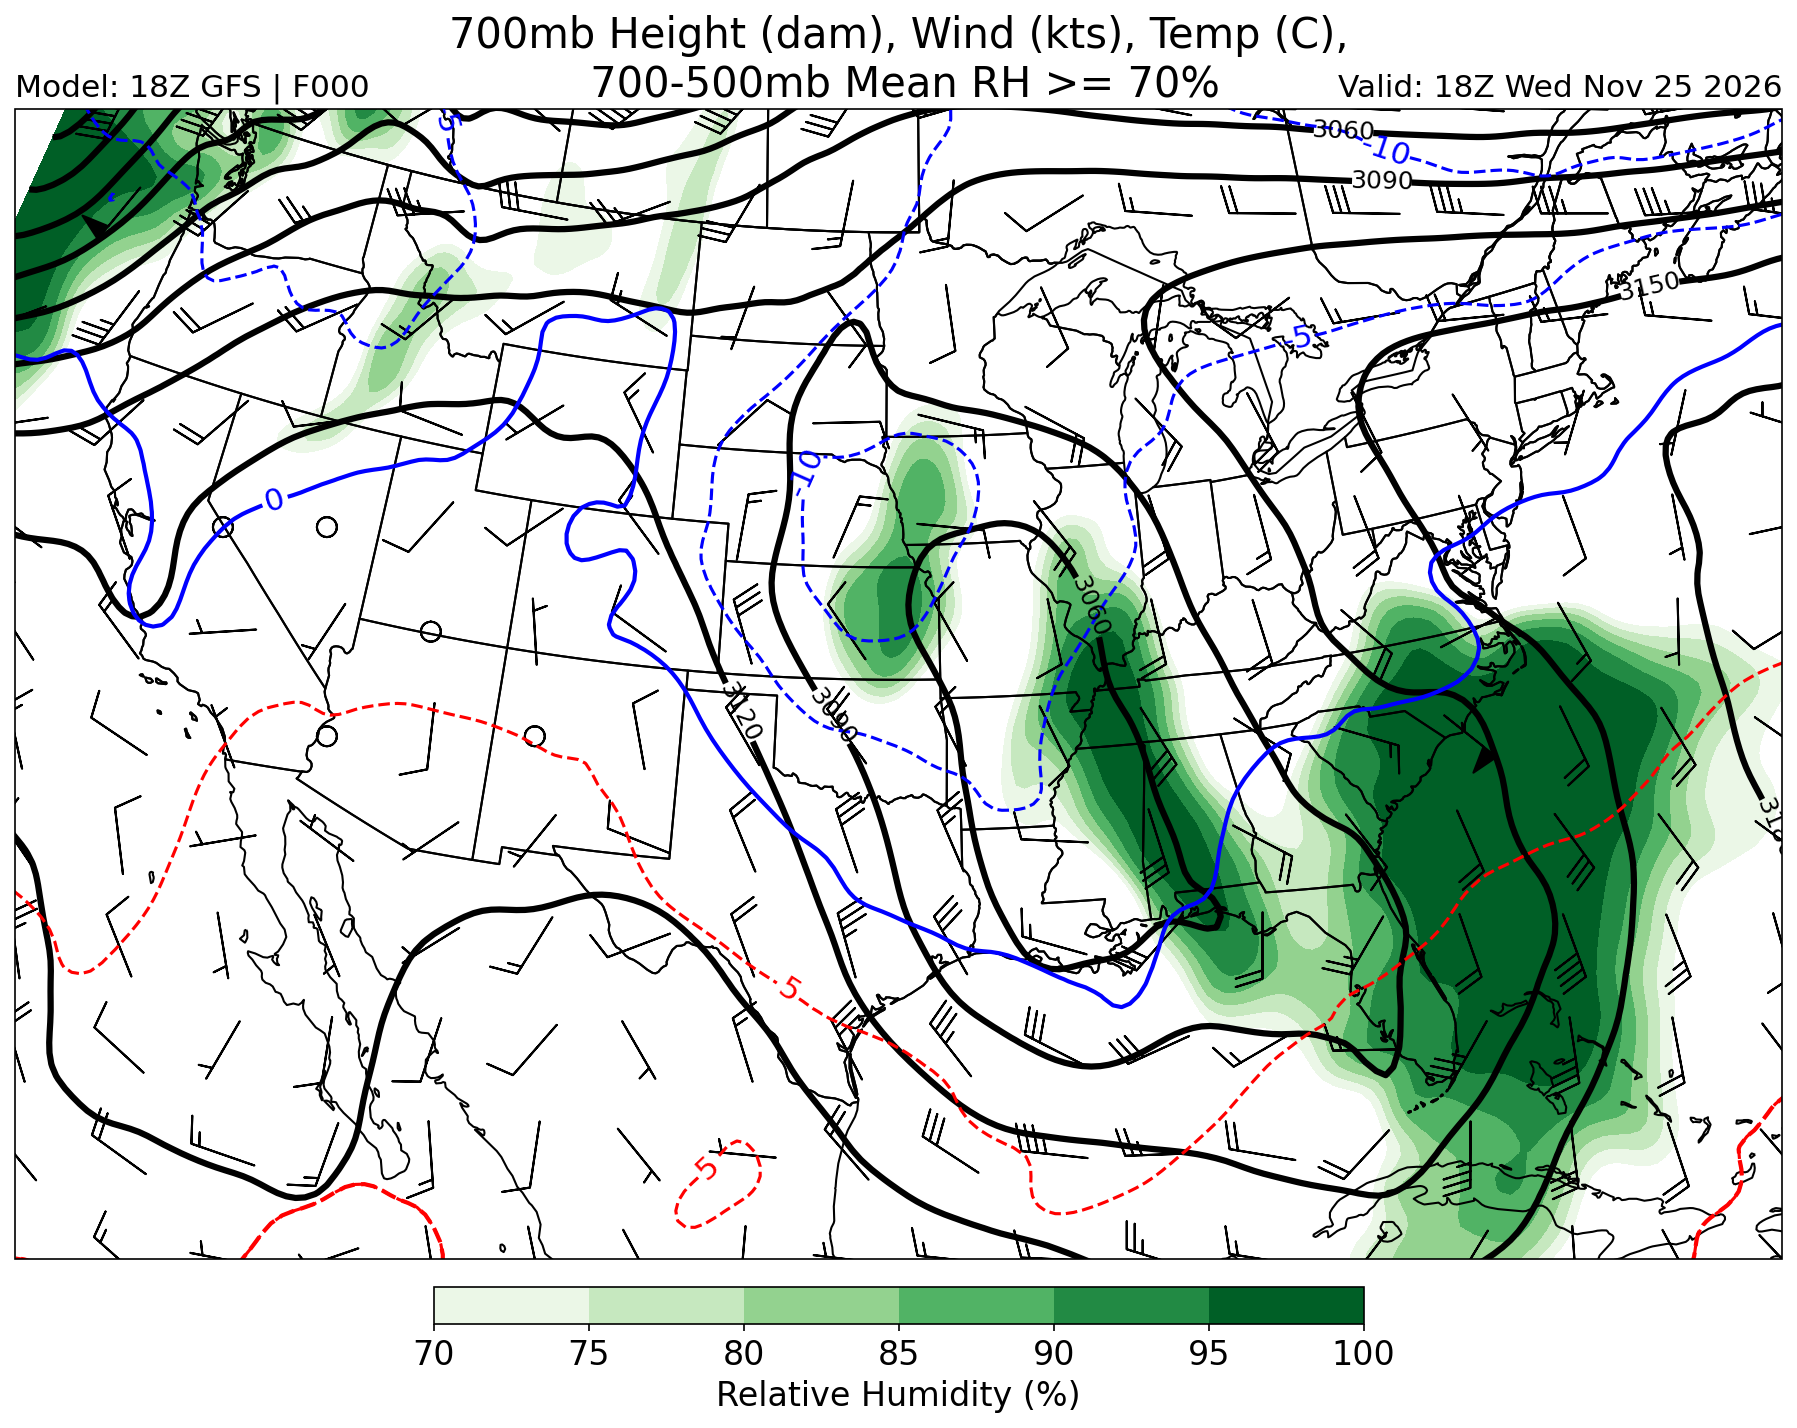 700mb Height (dam), Wind (kts), Temp (C),
700-500mb Mean RH >= 70%
Model: 18Z GFS | F000
Valid: 18Z Wed Nov 25 2026
3060
-10
3090
3150
-5
0
-10
3060
3120
3090
5
5
70 75 80 85 90 95 100
Relative Humidity (%)